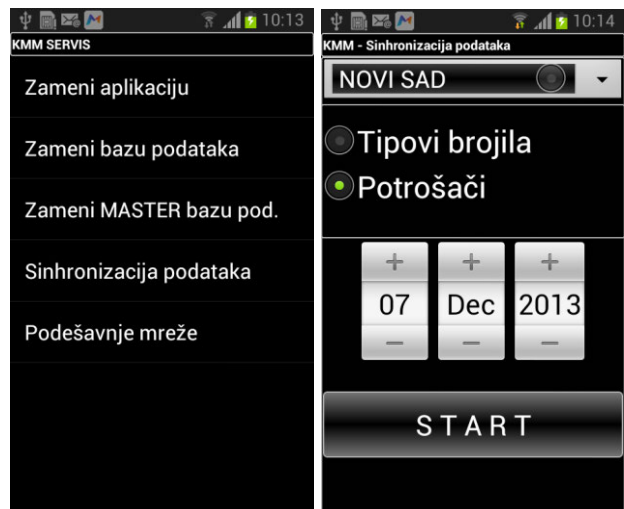 10:13
KMM SERVIS
Zameni aplikaciju
Zameni bazu podataka
Zameni MASTER bazu pod.
Sinhronizacija podataka
Podešavnje mreže
10:14
KMM - Sinhronizacija podataka
NOVI SAD
Tipovi brojila
Potrošači
+ + +
07 Dec 2013
- - -
START